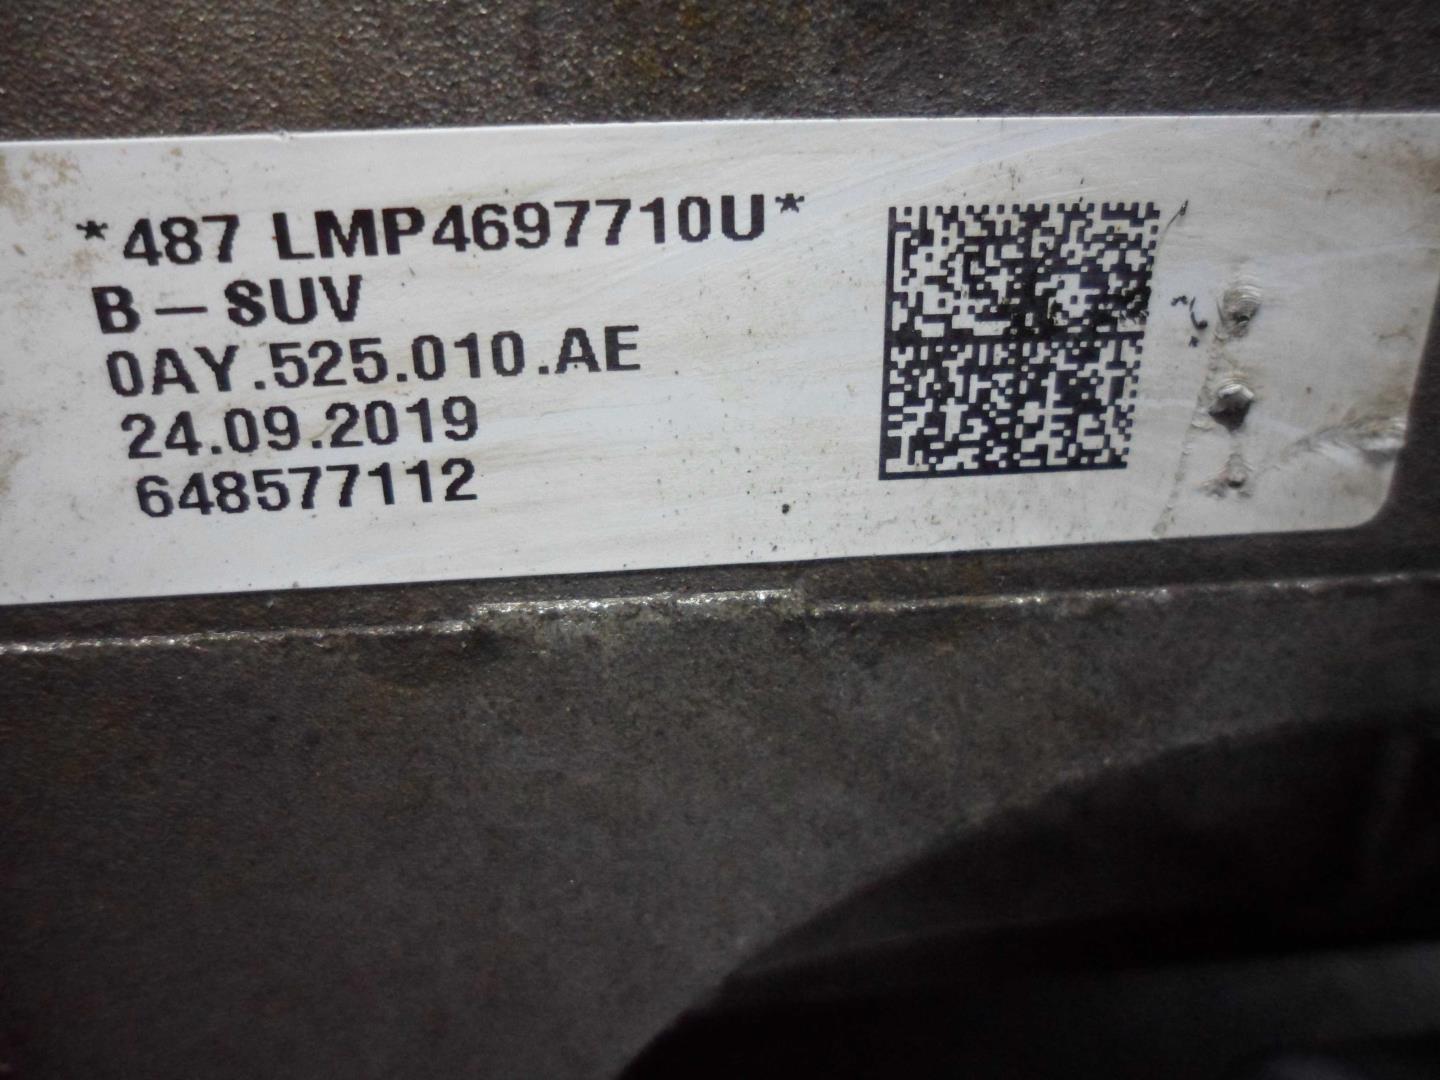 *487 LMP4697710U*
B-SUV
0AY.525.010.AE
24.09.2019
648577112